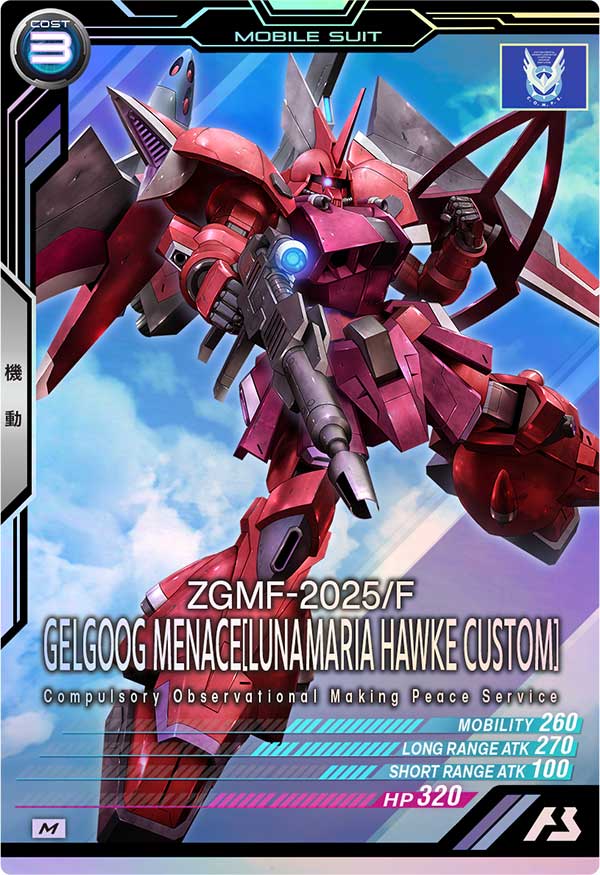 COST
3
MOBILE SUIT
C.O.M.P.S.
機動
ZGMF-2025/F
GELGOOG MENACE[LUNAMARIA HAWKE CUSTOM]
Compulsory Observational Making Peace Service
MOBILITY 260
LONG RANGE ATK 270
SHORT RANGE ATK 100
HP 320
M